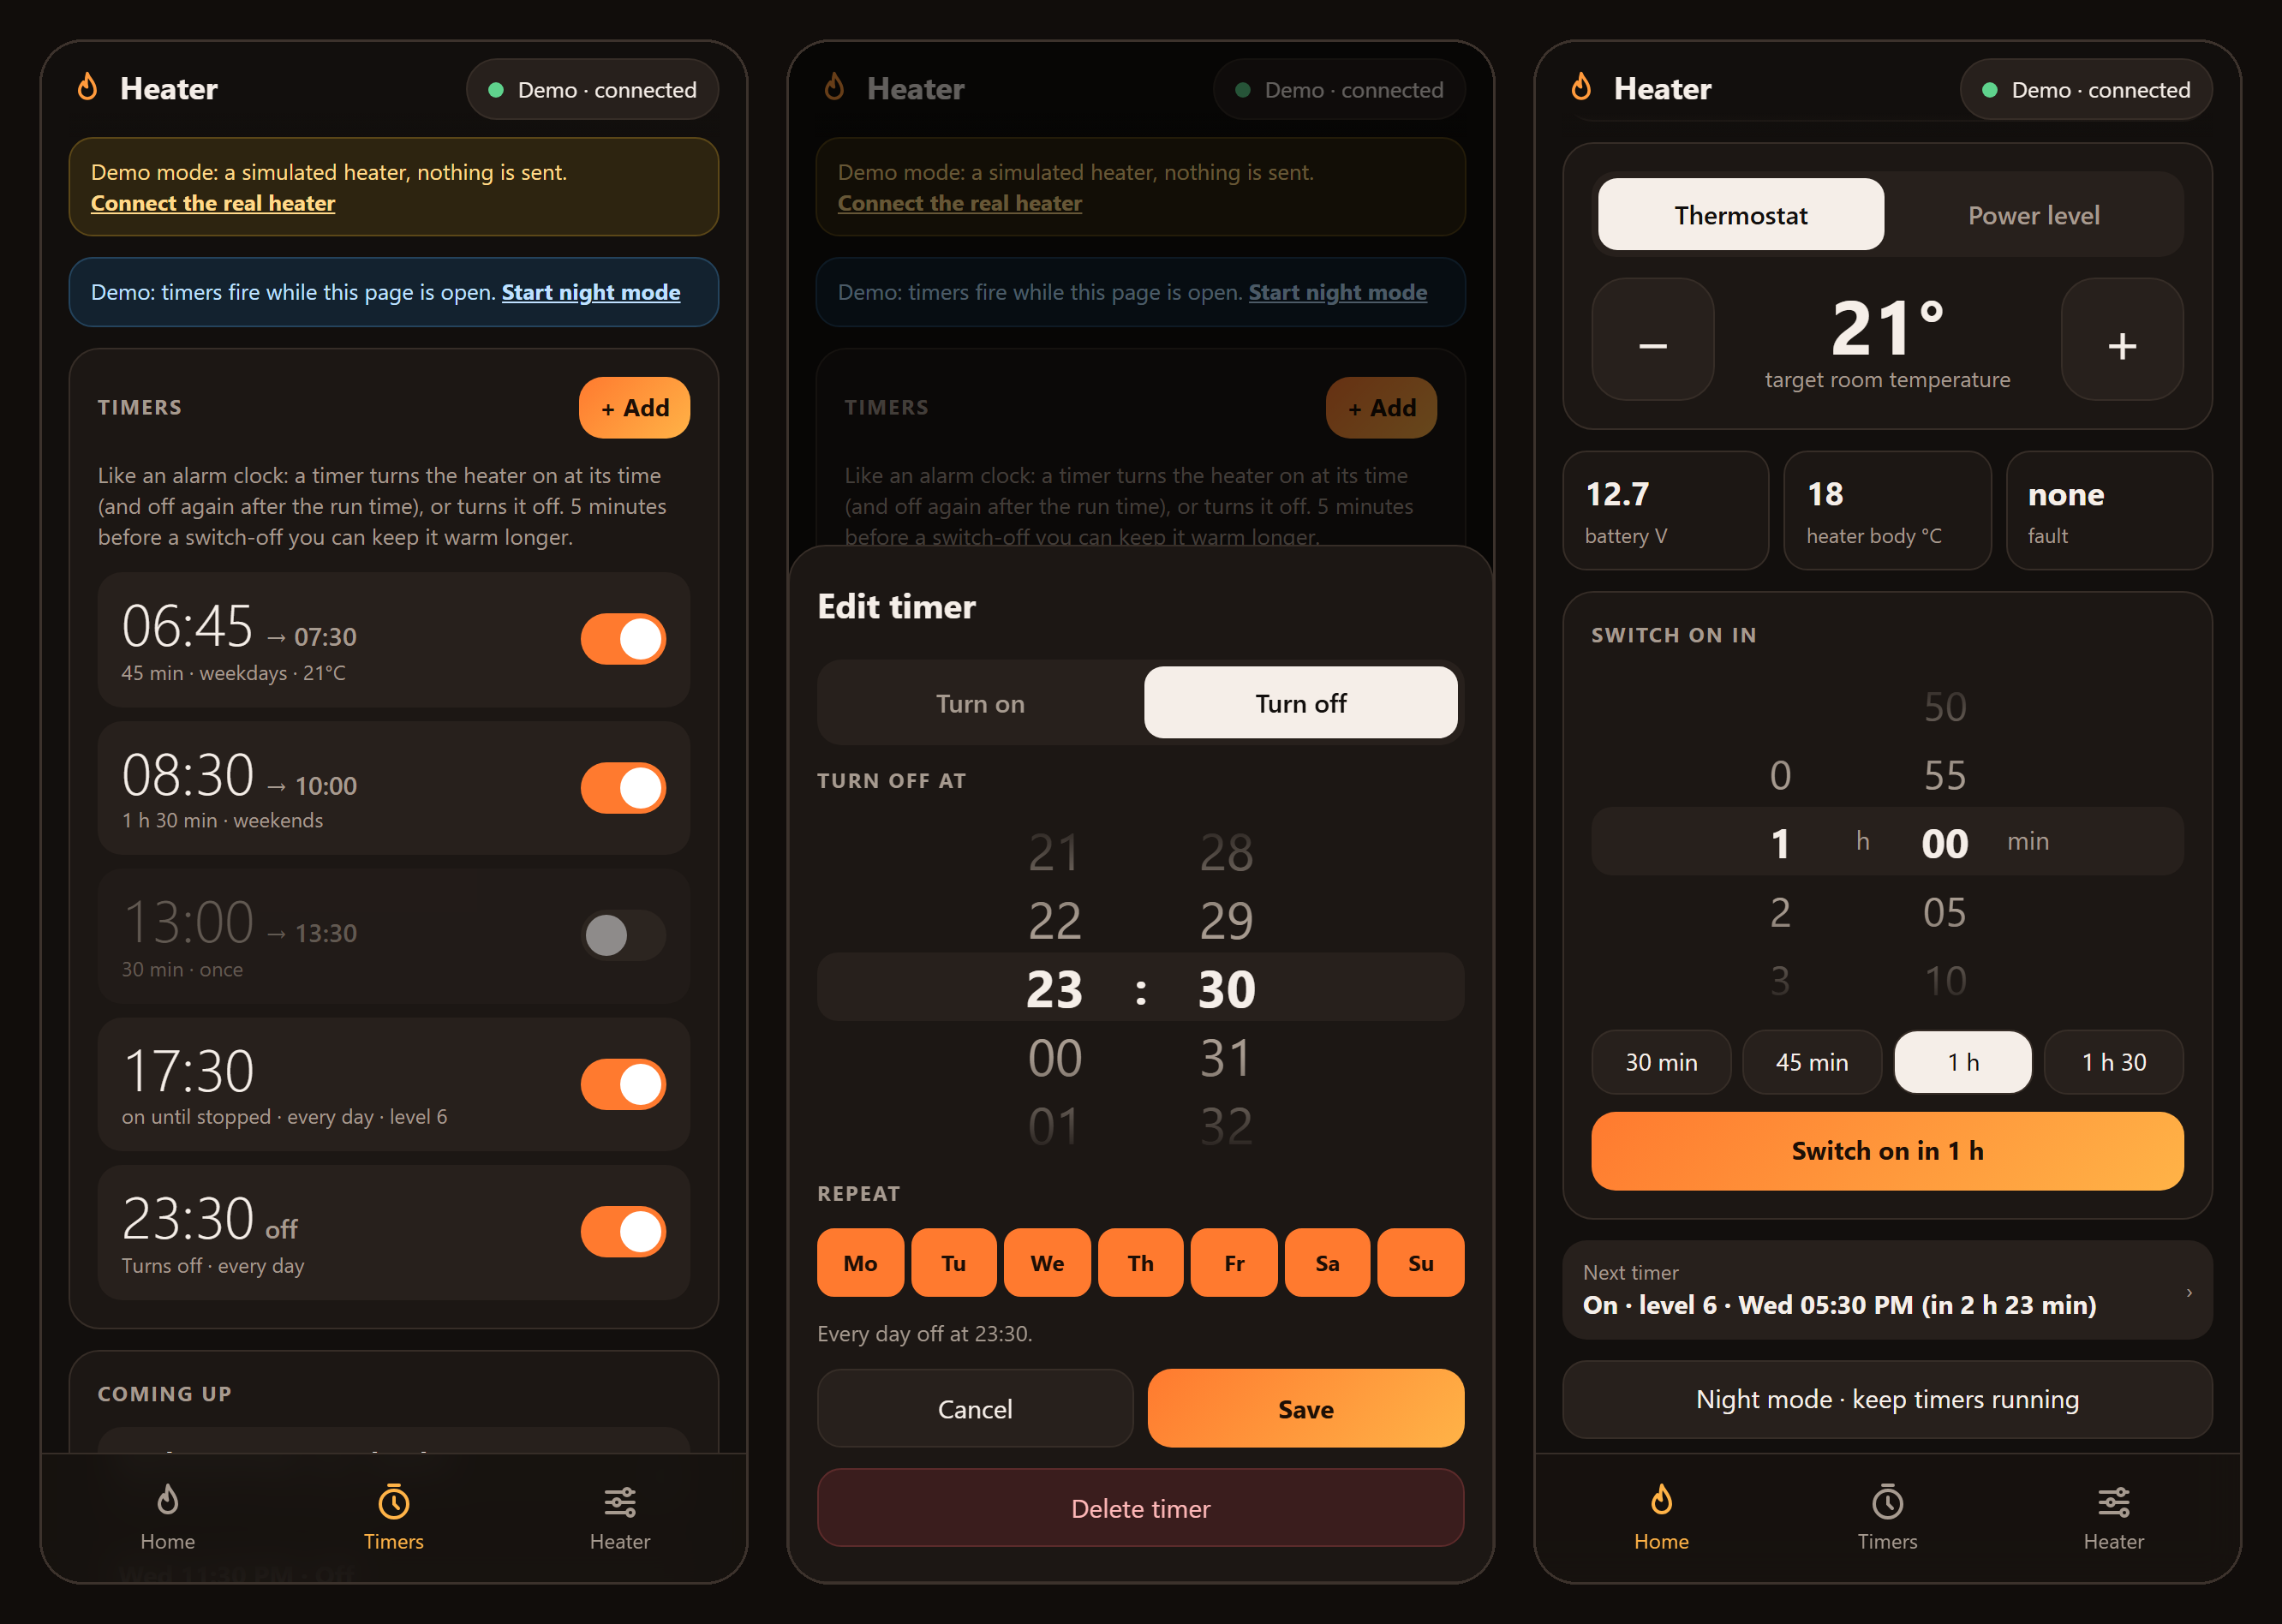 Heater
Demo · connected
Demo mode: a simulated heater, nothing is sent.
Connect the real heater
Demo: timers fire while this page is open. Start night mode
TIMERS
+ Add
Like an alarm clock: a timer turns the heater on at its time
(and off again after the run time), or turns it off. 5 minutes
before a switch-off you can keep it warm longer.
06:45 → 07:30
45 min · weekdays · 21°C
08:30 → 10:00
1 h 30 min · weekends
13:00 → 13:30
30 min · once
17:30
on until stopped · every day · level 6
23:30 off
Turns off · every day
COMING UP
Wed 11:30 PM · Off
Home
Timers
Heater
Heater
Demo · connected
Demo mode: a simulated heater, nothing is sent.
Connect the real heater
Demo: timers fire while this page is open. Start night mode
TIMERS
+ Add
Like an alarm clock: a timer turns the heater on at its time
(and off again after the run time), or turns it off. 5 minutes
before a switch-off you can keep it warm longer.
Edit timer
Turn on
Turn off
TURN OFF AT
21 28
22 29
23 : 30
00 31
01 32
REPEAT
Mo Tu We Th Fr Sa Su
Every day off at 23:30.
Cancel
Save
Delete timer
Heater
Demo · connected
Thermostat
Power level
− 21° +
target room temperature
12.7
battery V
18
heater body °C
none
fault
SWITCH ON IN
50
0 55
1 h 00 min
2 05
3 10
30 min
45 min
1 h
1 h 30
Switch on in 1 h
Next timer
On · level 6 · Wed 05:30 PM (in 2 h 23 min) ›
Night mode · keep timers running
Home
Timers
Heater